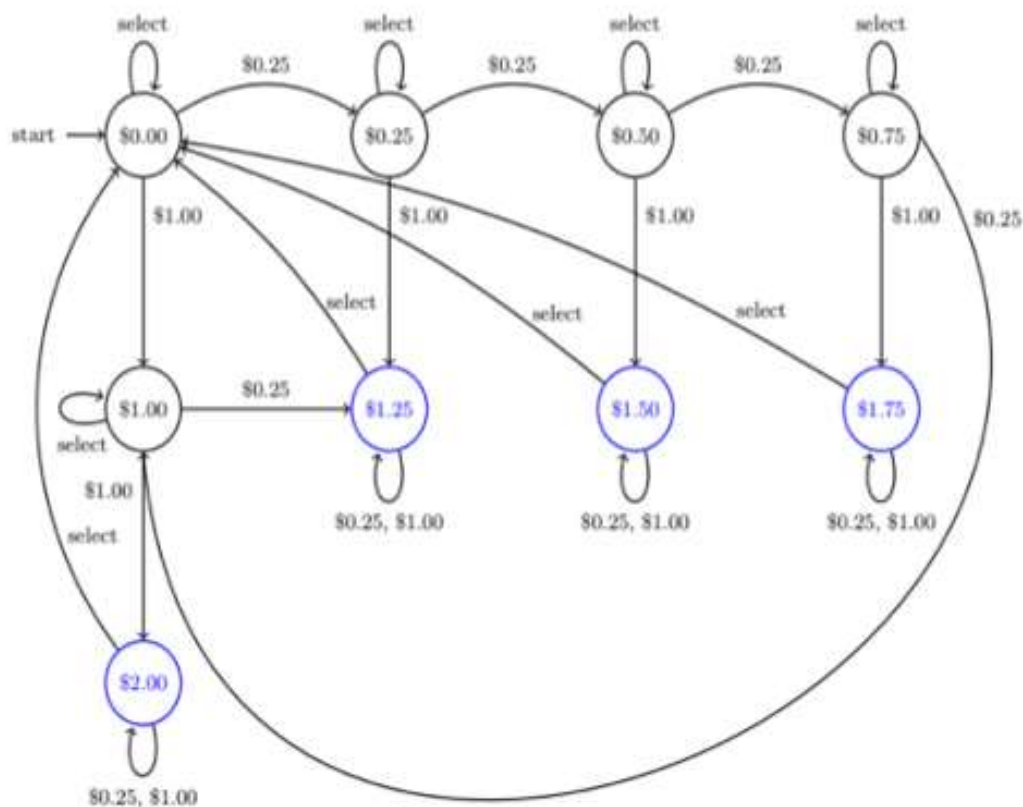 select select select select
$0.25 $0.25 $0.25
start $0.00 $0.25 $0.50 $0.75
$1.00 $1.00 $1.00 $1.00 $0.25
select select select
$0.25
$1.00 $1.25 $1.50 $1.75
select
$1.00
$0.25, $1.00 $0.25, $1.00 $0.25, $1.00
select
$2.00
$0.25, $1.00